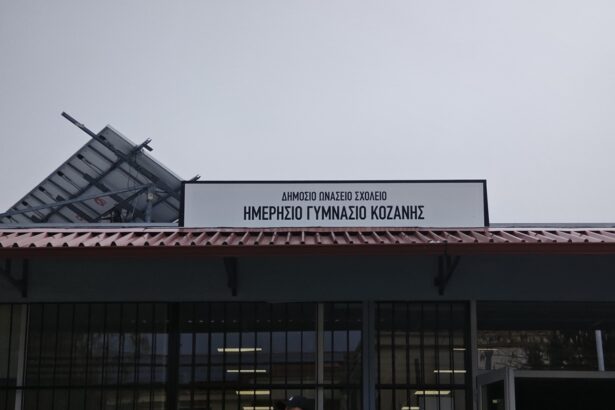 ΔΗΜΟΣΙΟ ΩΝΑΣΕΙΟ ΣΧΟΛΕΙΟ
ΗΜΕΡΗΣΙΟ ΓΥΜΝΑΣΙΟ ΚΟΖΑΝΗΣ